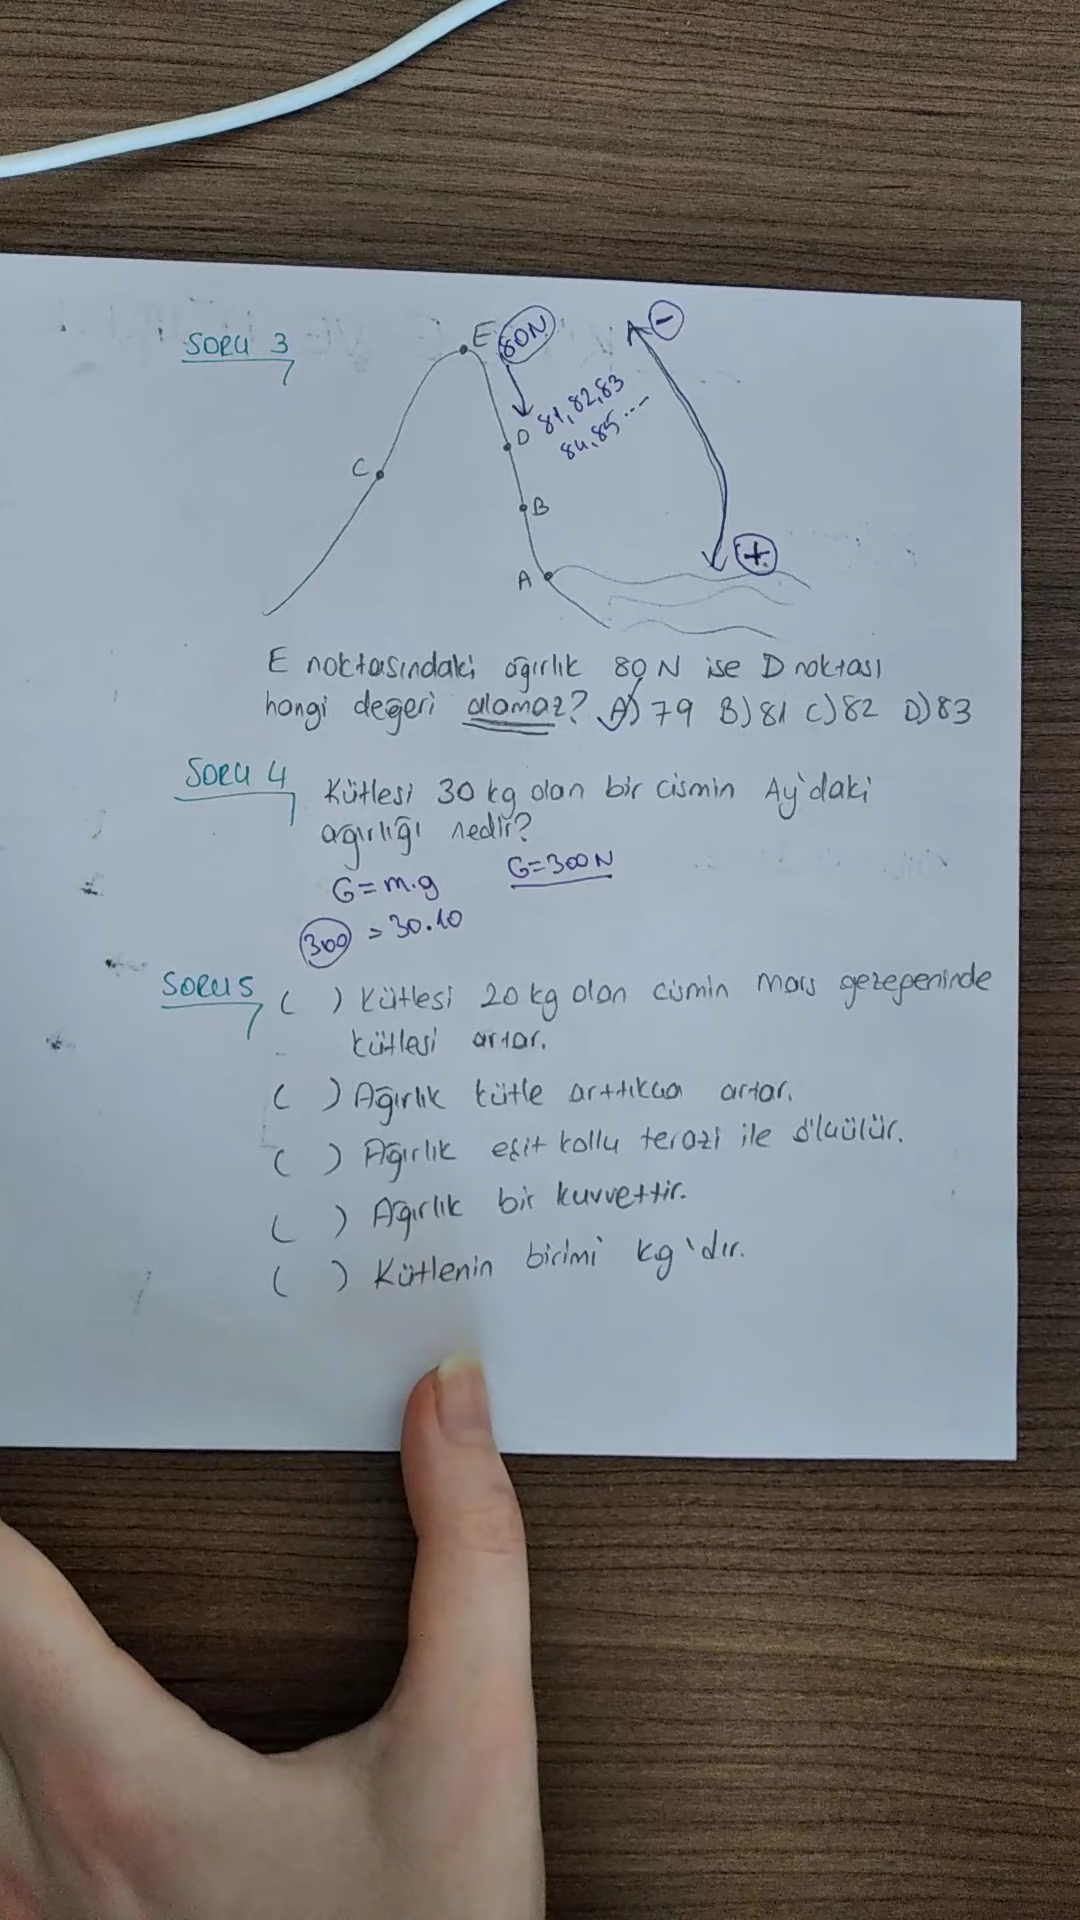 SORU 3
E 80N
−
81, 82, 83
D
84, 85...
C
B
A
+
E noktasındaki ağırlık 80 N ise D noktası
hangi değeri alamaz? A) 79 B) 81 C) 82 D) 83
SORU 4
Kütlesi 30 kg olan bir cismin Ay'daki
ağırlığı nedir?
G=m.g G=300N
300 = 30.10
SORU 5
( ) Kütlesi 20 kg olan cismin Mars gezegeninde
kütlesi artar.
( ) Ağırlık kütle arttıkça artar.
( ) Ağırlık eşit kollu terazi ile ölçülür.
( ) Ağırlık bir kuvvettir.
( ) Kütlenin birimi kg'dır.